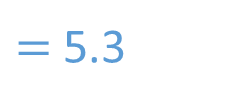 = 5.3